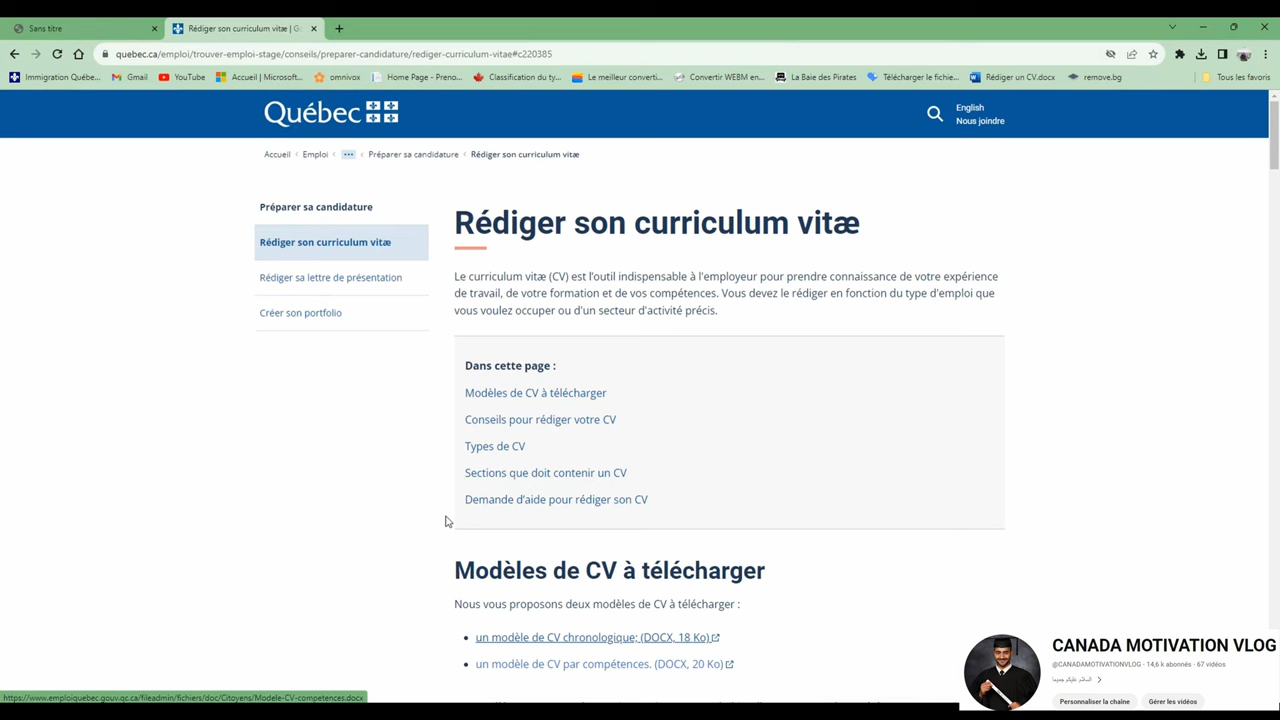 Sans titre
Rédiger son curriculum vitæ | G
quebec.ca/emploi/trouver-emploi-stage/conseils/preparer-candidature/rediger-curriculum-vitae#c220385
Immigration Québe...
Gmail
YouTube
Accueil | Microsoft...
omnivox
Home Page - Preno...
Classification du ty...
Le meilleur converti...
Convertir WEBM en...
La Baie des Pirates
Télécharger le fichie...
Rédiger un CV.docx
remove.bg
Tous les favoris
Québec
English
Nous joindre
Accueil
Emploi
...
Préparer sa candidature
Rédiger son curriculum vitæ
Préparer sa candidature
Rédiger son curriculum vitæ
Rédiger sa lettre de présentation
Créer son portfolio
Rédiger son curriculum vitæ
Le curriculum vitæ (CV) est l'outil indispensable à l'employeur pour prendre connaissance de votre expérience
de travail, de votre formation et de vos compétences. Vous devez le rédiger en fonction du type d'emploi que
vous voulez occuper ou d'un secteur d'activité précis.
Dans cette page :
Modèles de CV à télécharger
Conseils pour rédiger votre CV
Types de CV
Sections que doit contenir un CV
Demande d'aide pour rédiger son CV
Modèles de CV à télécharger
Nous vous proposons deux modèles de CV à télécharger :
un modèle de CV chronologique; (DOCX, 18 Ko)
un modèle de CV par compétences. (DOCX, 20 Ko)
https://www.emploiquebec.gouv.qc.ca/fileadmin/fichiers/doc/Citoyens/Modele-CV-competences.docx
CANADA MOTIVATION VLOG
@CANADAMOTIVATIONVLOG · 14,6 k abonnés · 67 vidéos
السلام عليكم جميعا
Personnaliser la chaîne
Gérer les vidéos